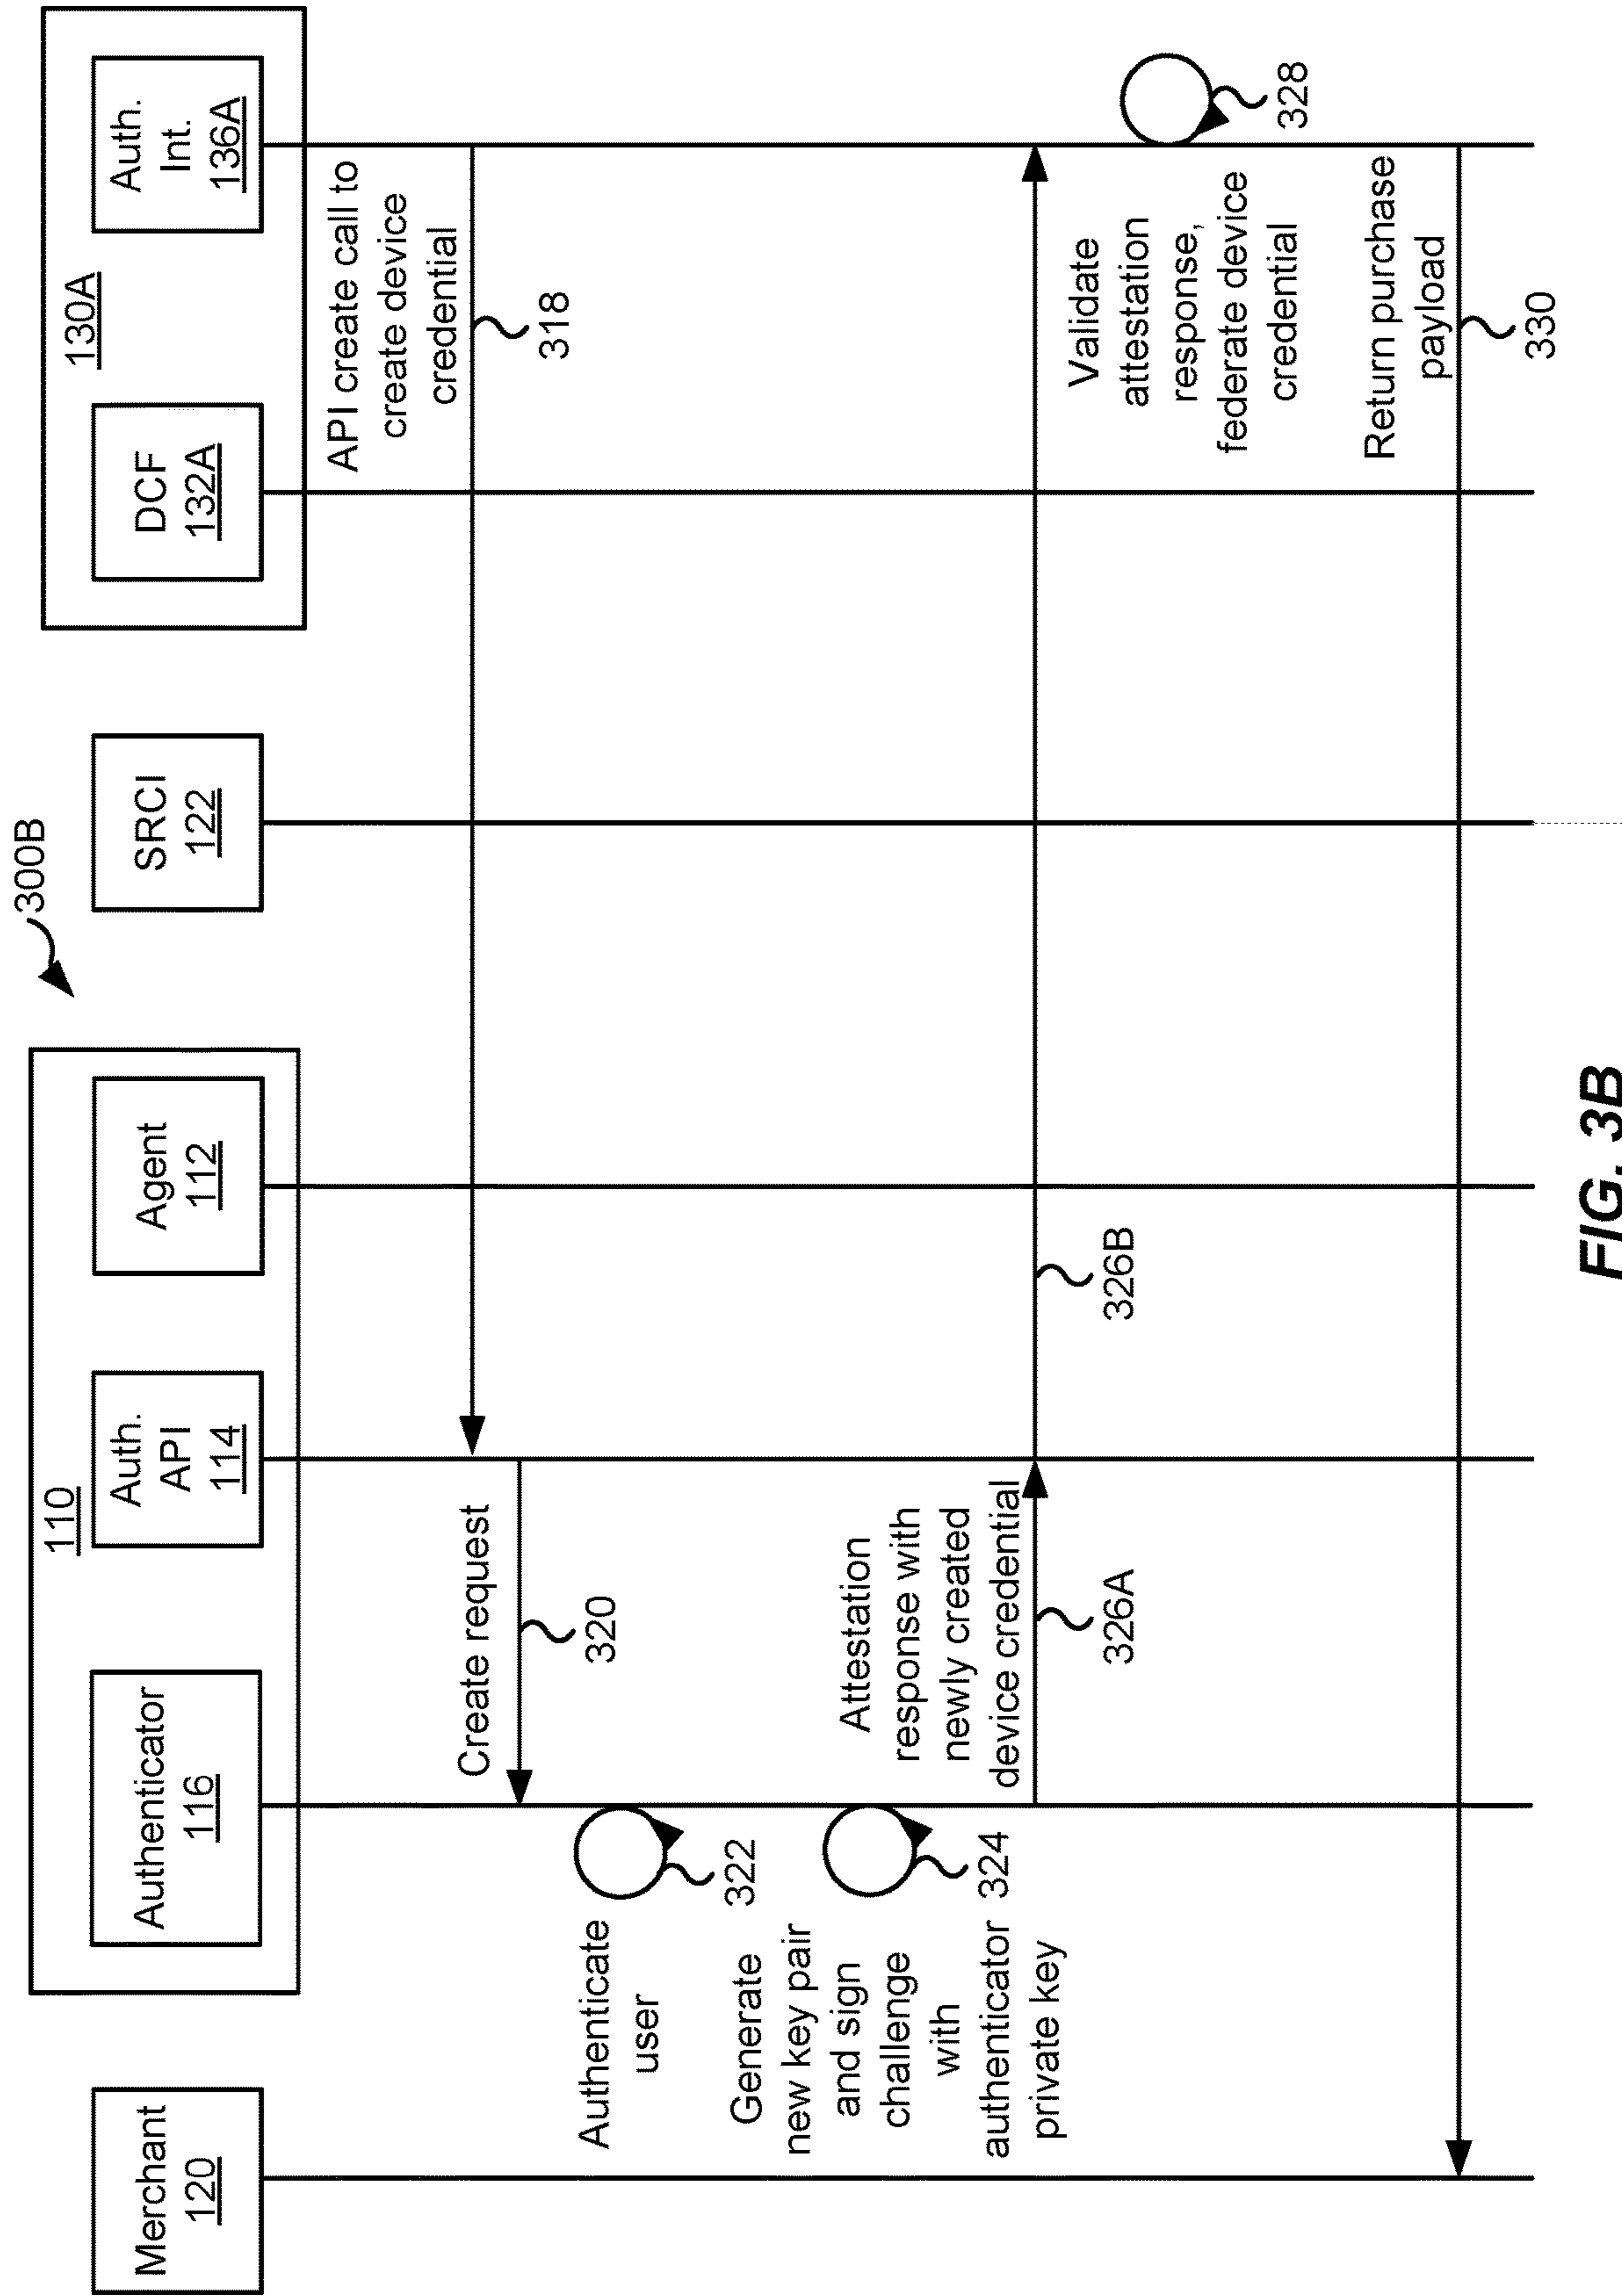 300B
Merchant
120
110
Authenticator
116
Auth.
API
114
Agent
112
SRCI
122
130A
DCF
132A
Auth.
Int.
136A
API create call to
create device
credential
318
Create request
320
Authenticate
user
322
Generate
new key pair
and sign
challenge
with
authenticator
private key
324
Attestation
response with
newly created
device credential
326A
326B
Validate
attestation
response,
federate device
credential
328
Return purchase
payload
330
FIG. 3B